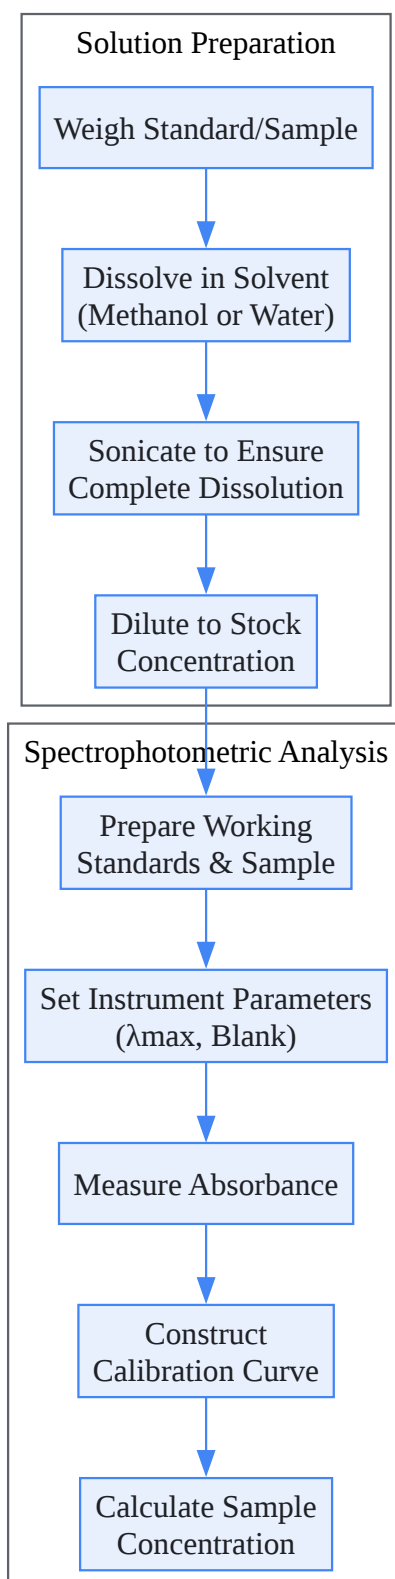 Solution Preparation
Weigh Standard/Sample
Dissolve in Solvent
(Methanol or Water)
Sonicate to Ensure
Complete Dissolution
Dilute to Stock
Concentration
Spectrophotometric Analysis
Prepare Working
Standards & Sample
Set Instrument Parameters
(λmax, Blank)
Measure Absorbance
Construct
Calibration Curve
Calculate Sample
Concentration